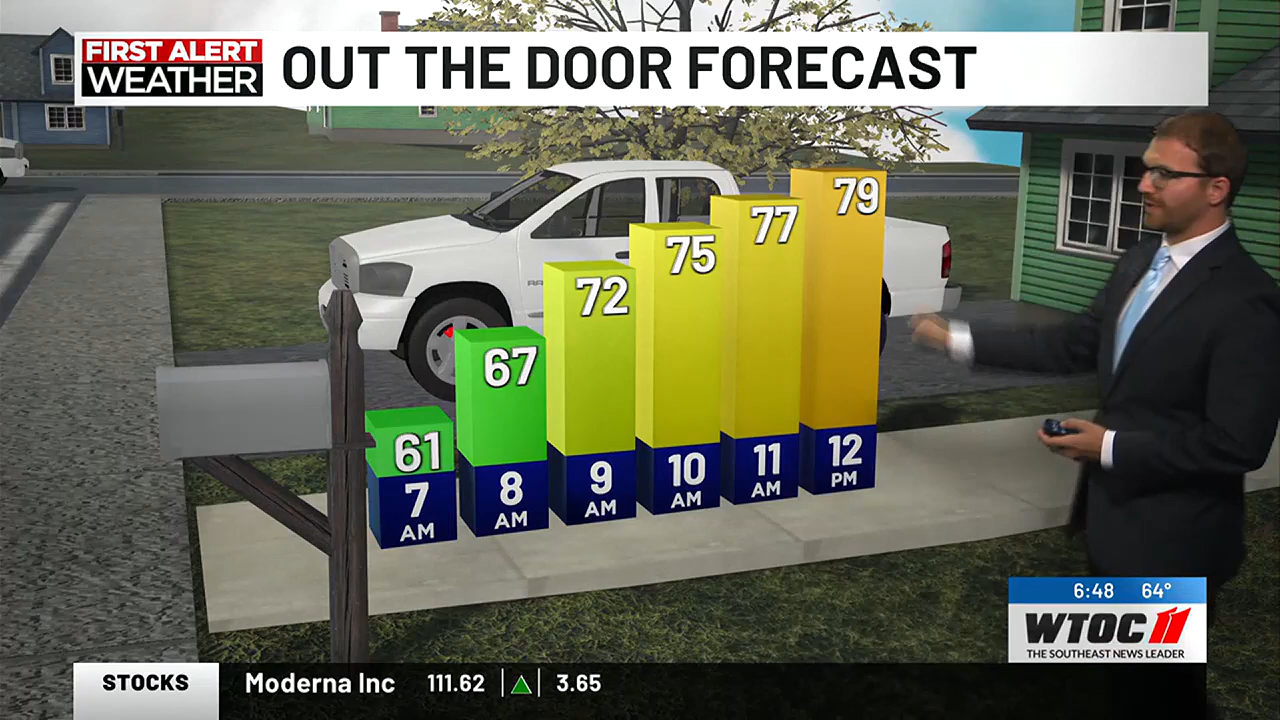 FIRST ALERT
WEATHER
OUT THE DOOR FORECAST
61
67
72
75
77
79
7
AM
8
AM
9
AM
10
AM
11
AM
12
PM
6:48 64°
WTOC 11
THE SOUTHEAST NEWS LEADER
STOCKS
Moderna Inc 111.62 3.65